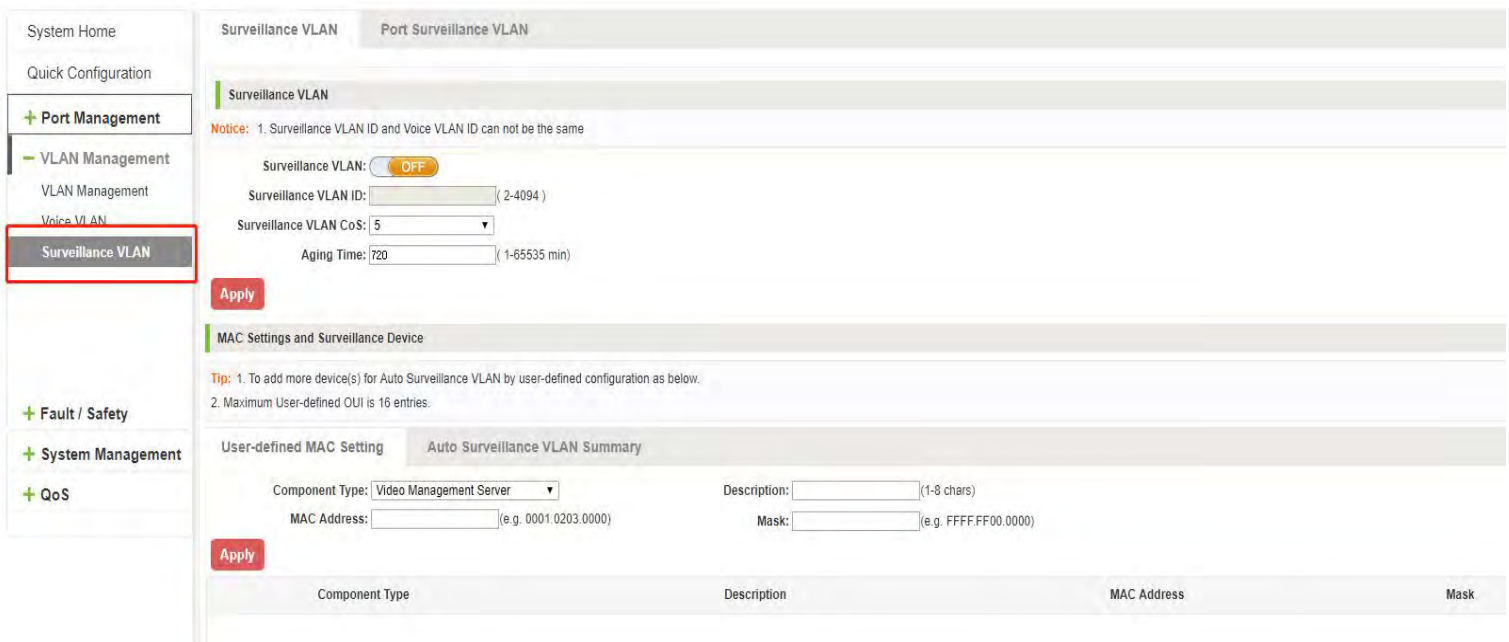 System Home
Quick Configuration
Port Management
VLAN Management
VLAN Management
Voice VLAN
Surveillance VLAN
Fault / Safety
System Management
QoS
Surveillance VLAN Port Surveillance VLAN
Surveillance VLAN
Notice: 1. Surveillance VLAN ID and Voice VLAN ID can not be the same
Surveillance VLAN: OFF
Surveillance VLAN ID: ( 2-4094 )
Surveillance VLAN CoS: 5
Aging Time: 720 ( 1-65535 min)
Apply
MAC Settings and Surveillance Device
Tip: 1. To add more device(s) for Auto Surveillance VLAN by user-defined configuration as below.
2. Maximum User-defined OUI is 16 entries.
User-defined MAC Setting Auto Surveillance VLAN Summary
Component Type: Video Management Server Description: (1-8 chars)
MAC Address: (e.g. 0001.0203.0000) Mask: (e.g. FFFF.FF00.0000)
Apply
Component Type Description MAC Address Mask